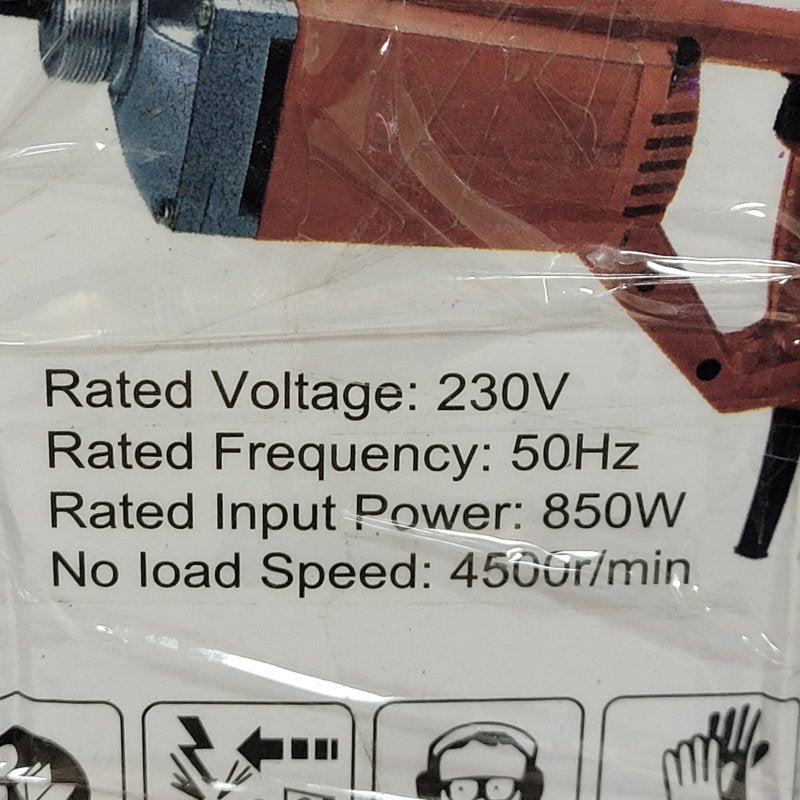 Rated Voltage: 230V
Rated Frequency: 50Hz
Rated Input Power: 850W
No load Speed: 4500r/min